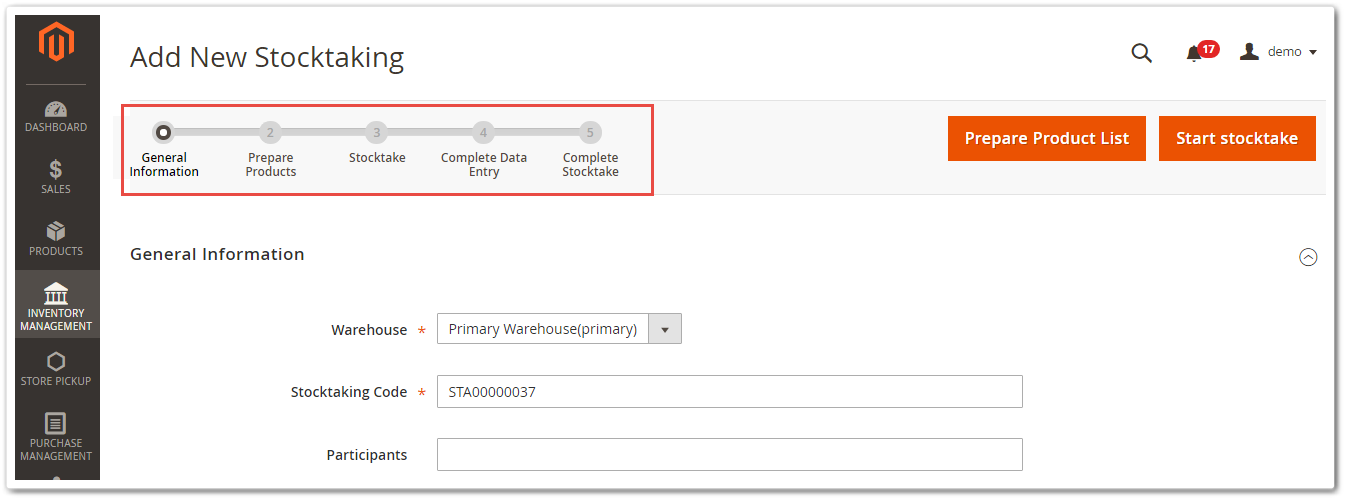 Add New Stocktaking
17
demo
DASHBOARD
SALES
PRODUCTS
INVENTORY
MANAGEMENT
STORE PICKUP
PURCHASE
MANAGEMENT
2
3
4
5
General
Information
Prepare
Products
Stocktake
Complete Data
Entry
Complete
Stocktake
Prepare Product List
Start stocktake
General Information
Warehouse *
Primary Warehouse(primary)
Stocktaking Code *
STA00000037
Participants